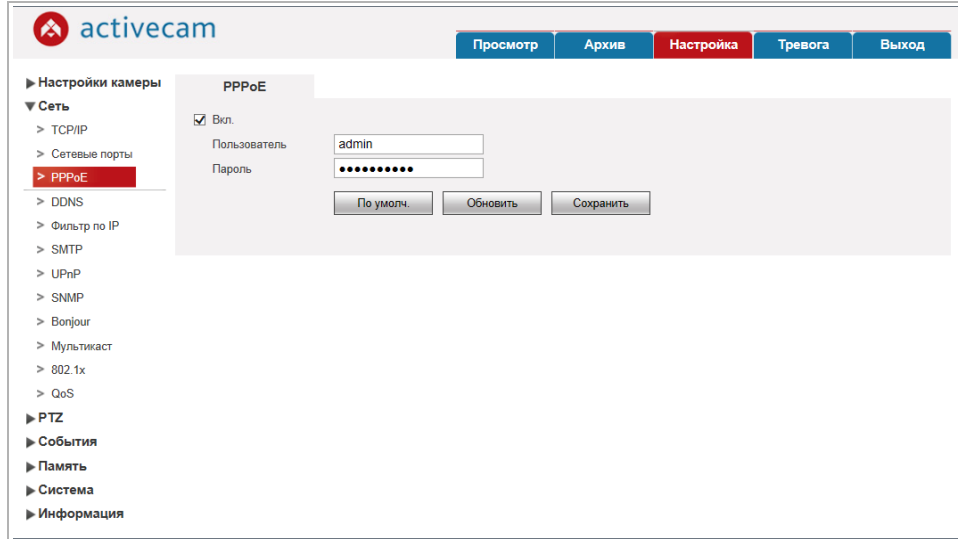 activecam
Просмотр Архив Настройка Тревога Выход
Настройки камеры
Сеть
> TCP/IP
> Сетевые порты
> PPPoE
> DDNS
> Фильтр по IP
> SMTP
> UPnP
> SNMP
> Bonjour
> Мультикаст
> 802.1x
> QoS
PTZ
События
Память
Система
Информация
PPPoE
Вкл.
Пользователь admin
Пароль ●●●●●●●●●●
По умолч. Обновить Сохранить